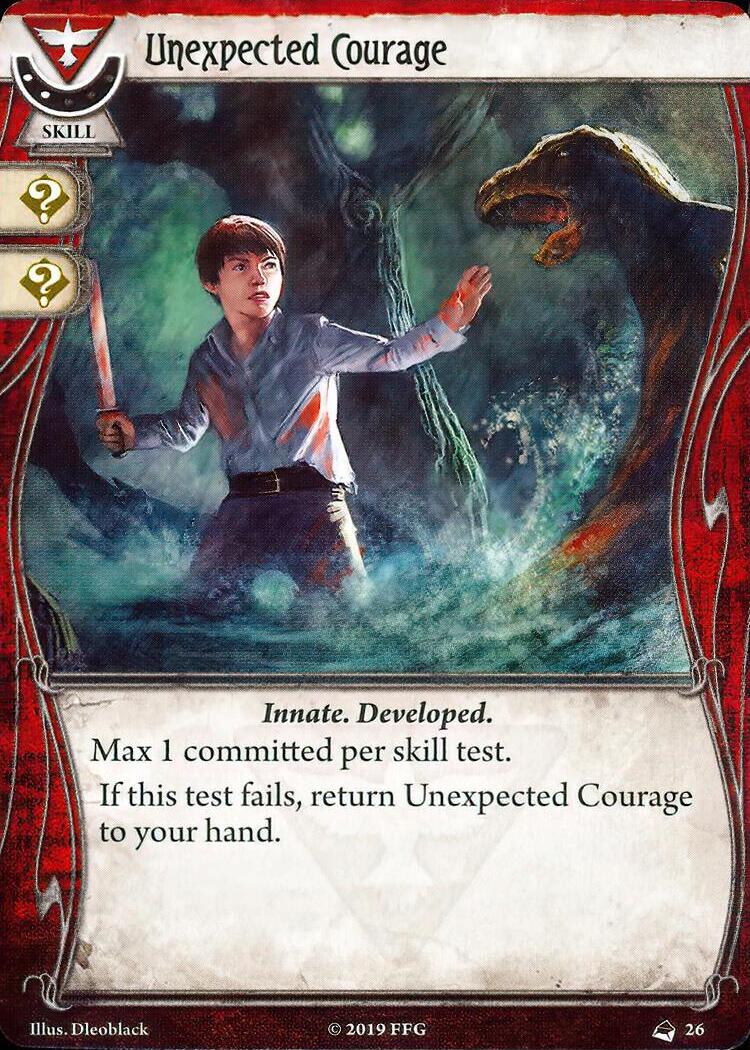 Unexpected Courage
SKILL
?
?
Innate. Developed.
Max 1 committed per skill test.
If this test fails, return Unexpected Courage
to your hand.
Illus. Dleoblack
© 2019 FFG
26